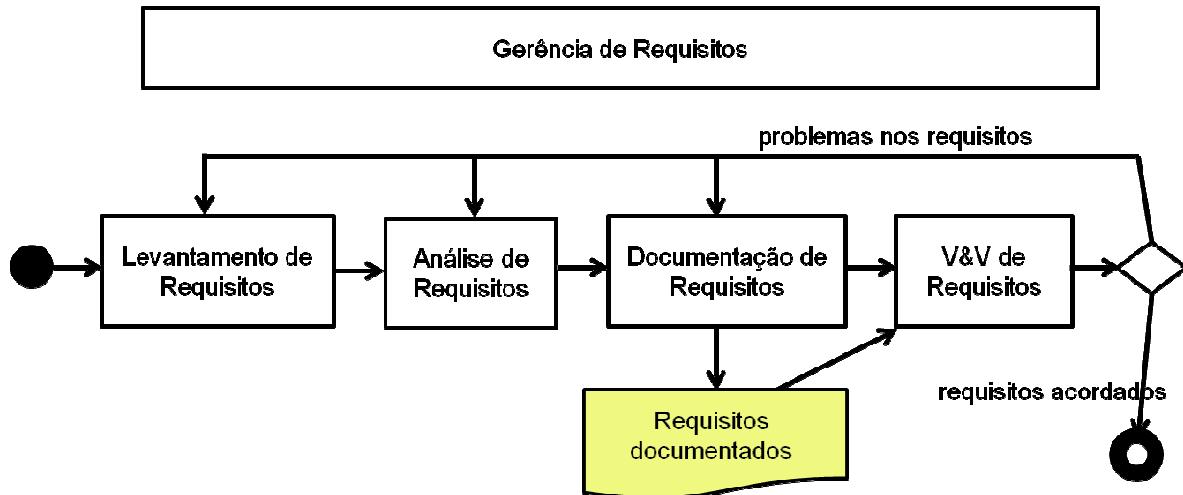 Gerência de Requisitos
problemas nos requisitos
Levantamento de
Requisitos
Análise de
Requisitos
Documentação de
Requisitos
V&V de
Requisitos
requisitos acordados
Requisitos
documentados